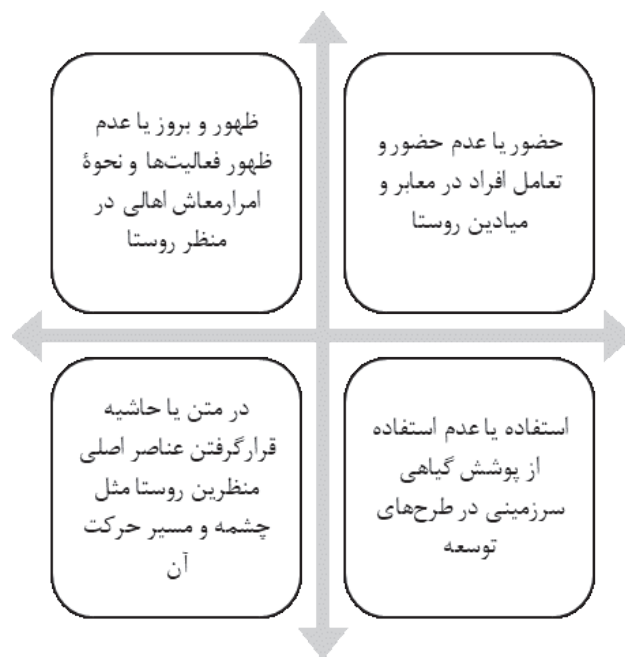 حضور یا عدم حضور و
تعامل افراد در معابر و
میادین روستا
ظهور و بروز یا عدم
ظهور فعالیت‌ها و نحوهٔ
امرارمعاش اهالی در
منظر روستا
استفاده یا عدم استفاده
از پوشش گیاهی
سرزمینی در طرح‌های
توسعه
در متن یا حاشیه
قرارگرفتن عناصر اصلی
منظرین روستا مثل
چشمه و مسیر حرکت
آن